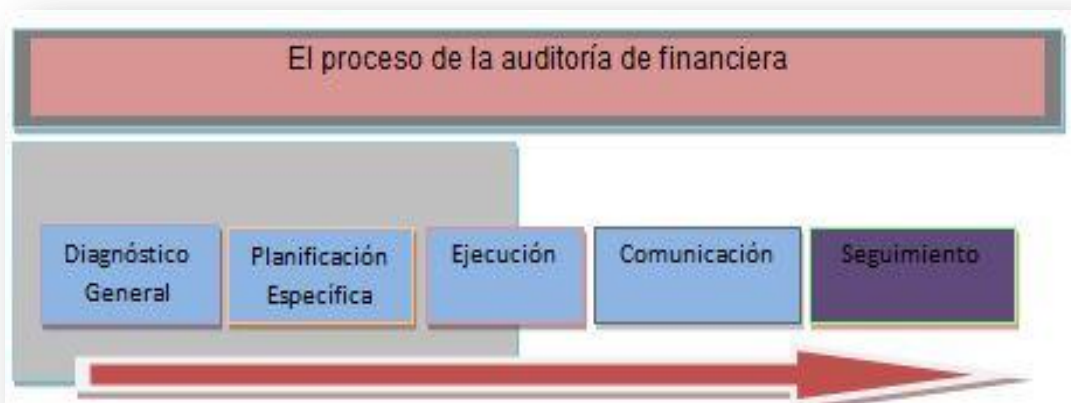 El proceso de la auditoría de financiera
Diagnóstico
General
Planificación
Específica
Ejecución
Comunicación
Seguimiento